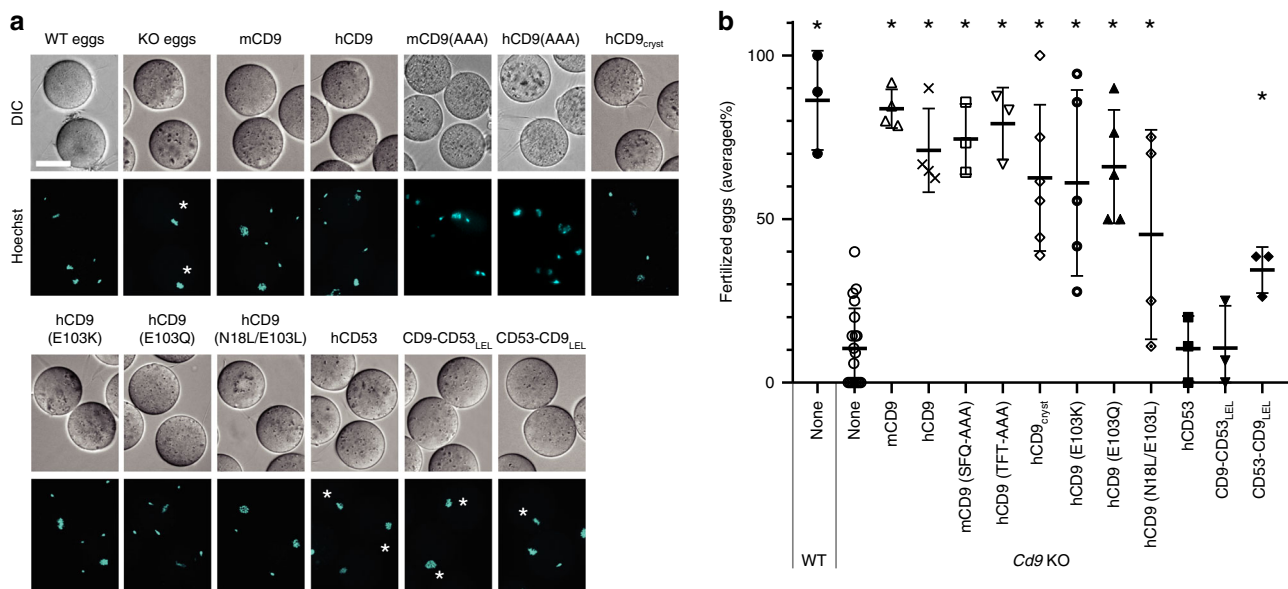 a
WT eggs KO eggs mCD9 hCD9 mCD9(AAA) hCD9(AAA) hCD9cryst
DIC
Hoechst
*
*
hCD9 (E103K) hCD9 (E103Q) hCD9 (N18L/E103L) hCD53 CD9-CD53LEL CD53-CD9LEL
* * * *
* *
b
* * * * * * * * * *
Fertilized eggs (averaged%)
100
50
0
None
None
mCD9
hCD9
mCD9 (SFQ-AAA)
hCD9 (TFT-AAA)
hCD9cryst
hCD9 (E103K)
hCD9 (E103Q)
hCD9 (N18L/E103L)
hCD53
CD9-CD53LEL
CD53-CD9LEL
WT
Cd9 KO